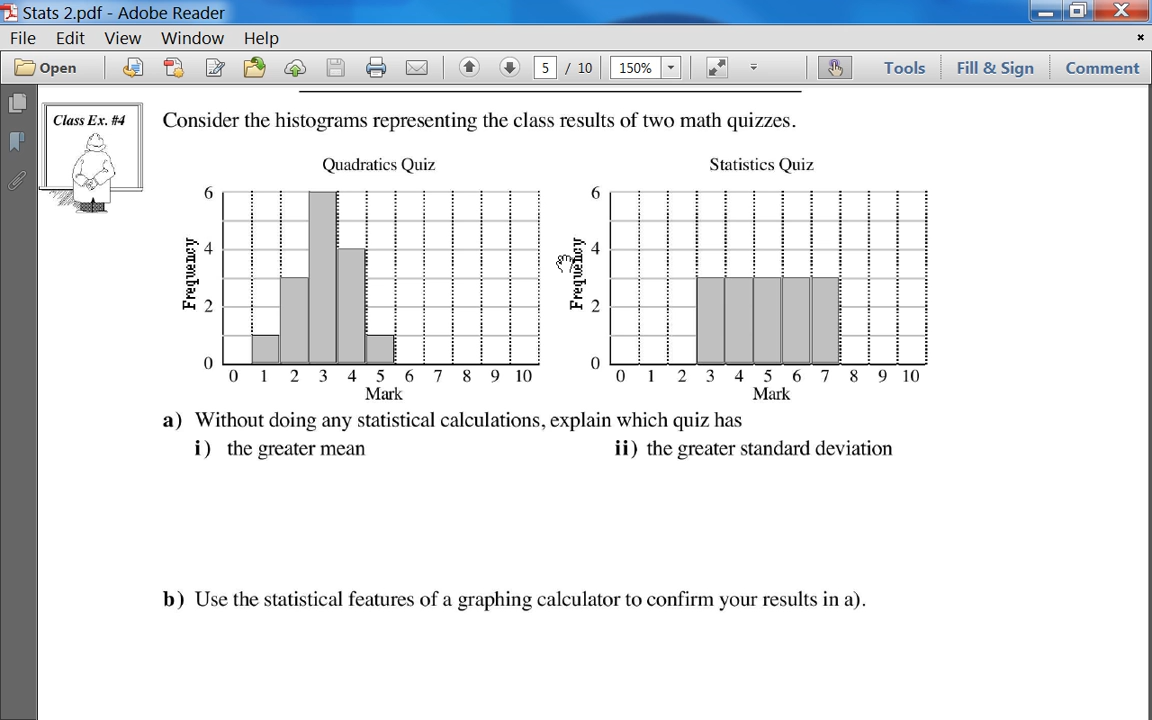 Stats 2.pdf - Adobe Reader
File Edit View Window Help
Open 5 / 10 150% Tools Fill & Sign Comment
Class Ex. #4
Consider the histograms representing the class results of two math quizzes.
Quadratics Quiz Statistics Quiz
6 6
4 4
Frequency Frequency
2 2
0 0
0 1 2 3 4 5 6 7 8 9 10 0 1 2 3 4 5 6 7 8 9 10
Mark Mark
a) Without doing any statistical calculations, explain which quiz has
i) the greater mean ii) the greater standard deviation
b) Use the statistical features of a graphing calculator to confirm your results in a).